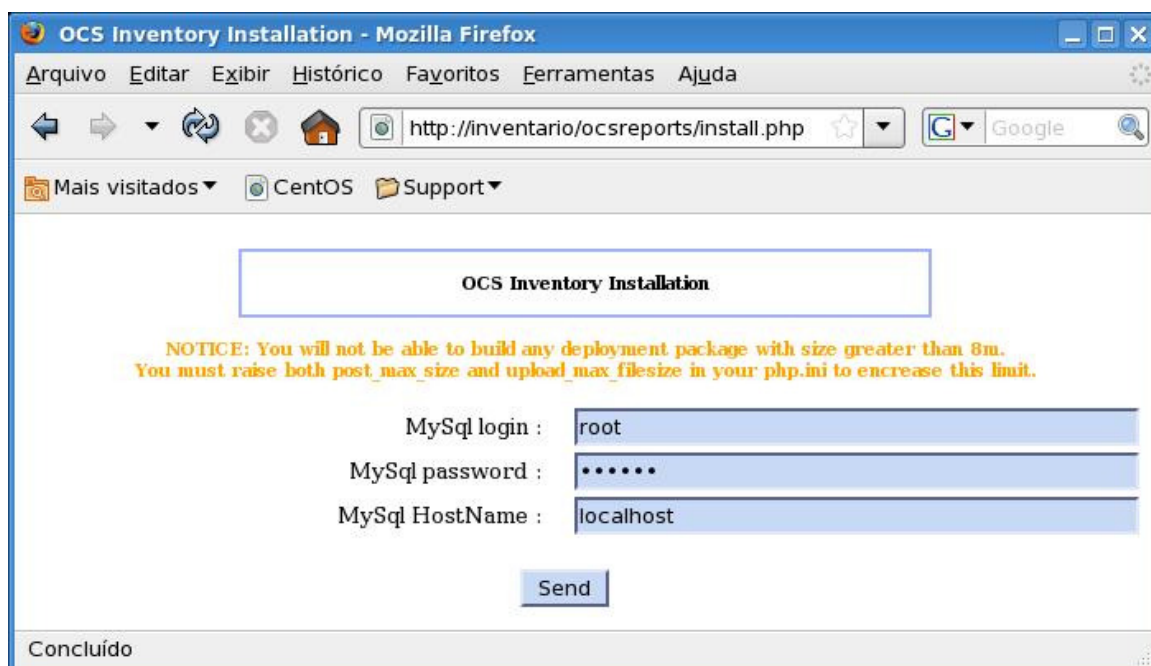 OCS Inventory Installation - Mozilla Firefox
Arquivo Editar Exibir Histórico Favoritos Ferramentas Ajuda
http://inventario/ocsreports/install.php G Google
Mais visitados CentOS Support
OCS Inventory Installation
NOTICE: You will not be able to build any deployment package with size greater than 8m.
You must raise both post_max_size and upload_max_filesize in your php.ini to encrease this limit.
MySql login : root
MySql password : ••••••
MySql HostName : localhost
Send
Concluído